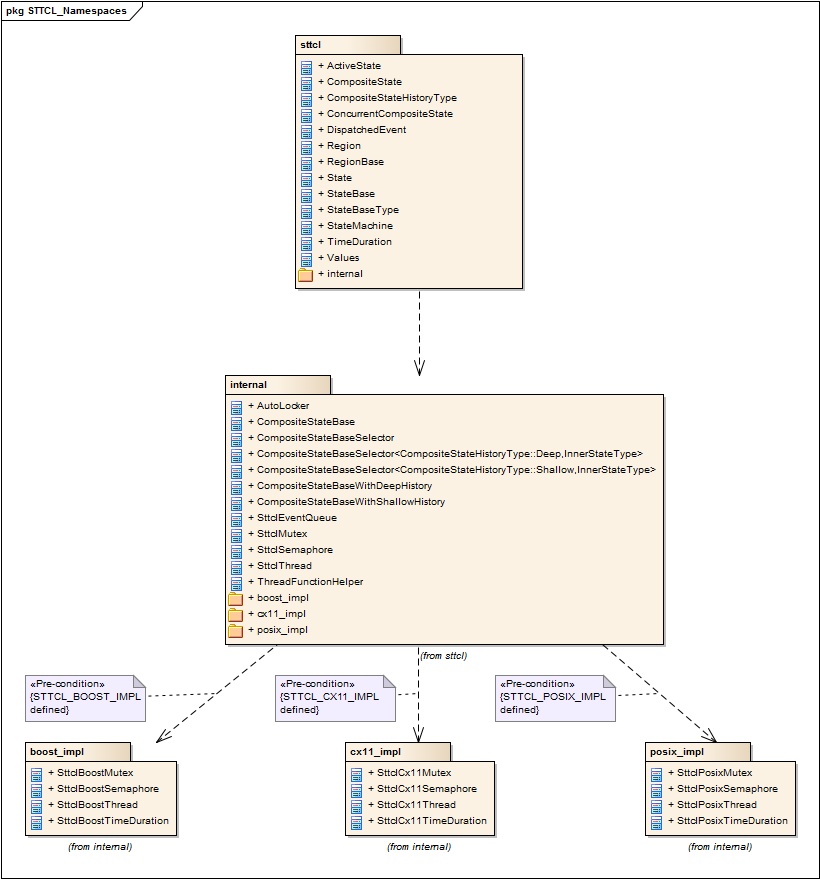 pkg STTCL_Namespaces
sttcl
+ ActiveState
+ CompositeState
+ CompositeStateHistoryType
+ ConcurrentCompositeState
+ DispatchedEvent
+ Region
+ RegionBase
+ State
+ StateBase
+ StateBaseType
+ StateMachine
+ TimeDuration
+ Values
+ internal
internal
+ AutoLocker
+ CompositeStateBase
+ CompositeStateBaseSelector
+ CompositeStateBaseSelector<CompositeStateHistoryType::Deep,InnerStateType>
+ CompositeStateBaseSelector<CompositeStateHistoryType::Shallow,InnerStateType>
+ CompositeStateBaseWithDeepHistory
+ CompositeStateBaseWithShallowHistory
+ SttclEventQueue
+ SttclMutex
+ SttclSemaphore
+ SttclThread
+ ThreadFunctionHelper
+ boost_impl
+ cx11_impl
+ posix_impl
(from sttcl)
«Pre-condition»
{STTCL_BOOST_IMPL
defined}
«Pre-condition»
{STTCL_CX11_IMPL
defined}
«Pre-condition»
{STTCL_POSIX_IMPL
defined}
boost_impl
+ SttclBoostMutex
+ SttclBoostSemaphore
+ SttclBoostThread
+ SttclBoostTimeDuration
(from internal)
cx11_impl
+ SttclCx11Mutex
+ SttclCx11Semaphore
+ SttclCx11Thread
+ SttclCx11TimeDuration
(from internal)
posix_impl
+ SttclPosixMutex
+ SttclPosixSemaphore
+ SttclPosixThread
+ SttclPosixTimeDuration
(from internal)